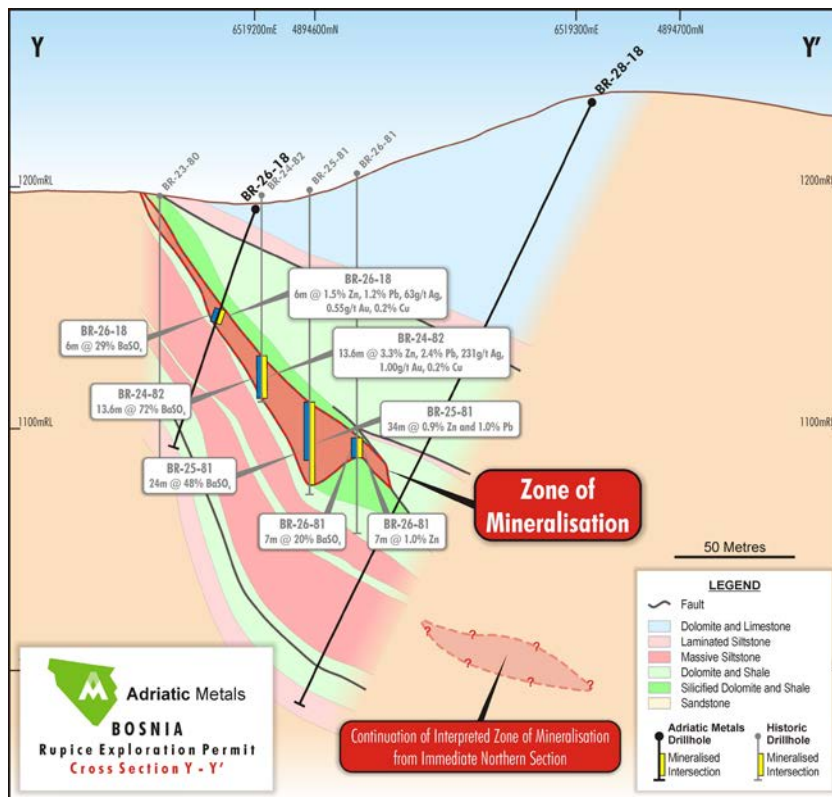 Y
Y'
6519200mE
4894600mN
6519300mE
4894700mN
BR-28-18
BR-23-80
BR-26-18
BR-24-82
BR-25-81
BR-26-81
1200mRL
1200mRL
BR-26-18
6m @ 1.5% Zn, 1.2% Pb, 63g/t Ag,
0.55g/t Au, 0.2% Cu
BR-26-18
6m @ 29% BaSO₄
BR-24-82
13.6m @ 3.3% Zn, 2.4% Pb, 231g/t Ag,
1.00g/t Au, 0.2% Cu
BR-24-82
13.6m @ 72% BaSO₄
BR-25-81
34m @ 0.9% Zn and 1.0% Pb
1100mRL
1100mRL
BR-25-81
24m @ 48% BaSO₄
Zone of
Mineralisation
BR-26-81
7m @ 20% BaSO₄
BR-26-81
7m @ 1.0% Zn
50 Metres
LEGEND
Fault
Dolomite and Limestone
Laminated Siltstone
Massive Siltstone
Dolomite and Shale
Silicified Dolomite and Shale
Sandstone
Adriatic Metals
Drillhole
Mineralised
Intersection
Historic
Drillhole
Mineralised
Intersection
? ? ? ? ? ?
Continuation of Interpreted Zone of Mineralisation
from Immediate Northern Section
Adriatic Metals
BOSNIA
Rupice Exploration Permit
Cross Section Y - Y'